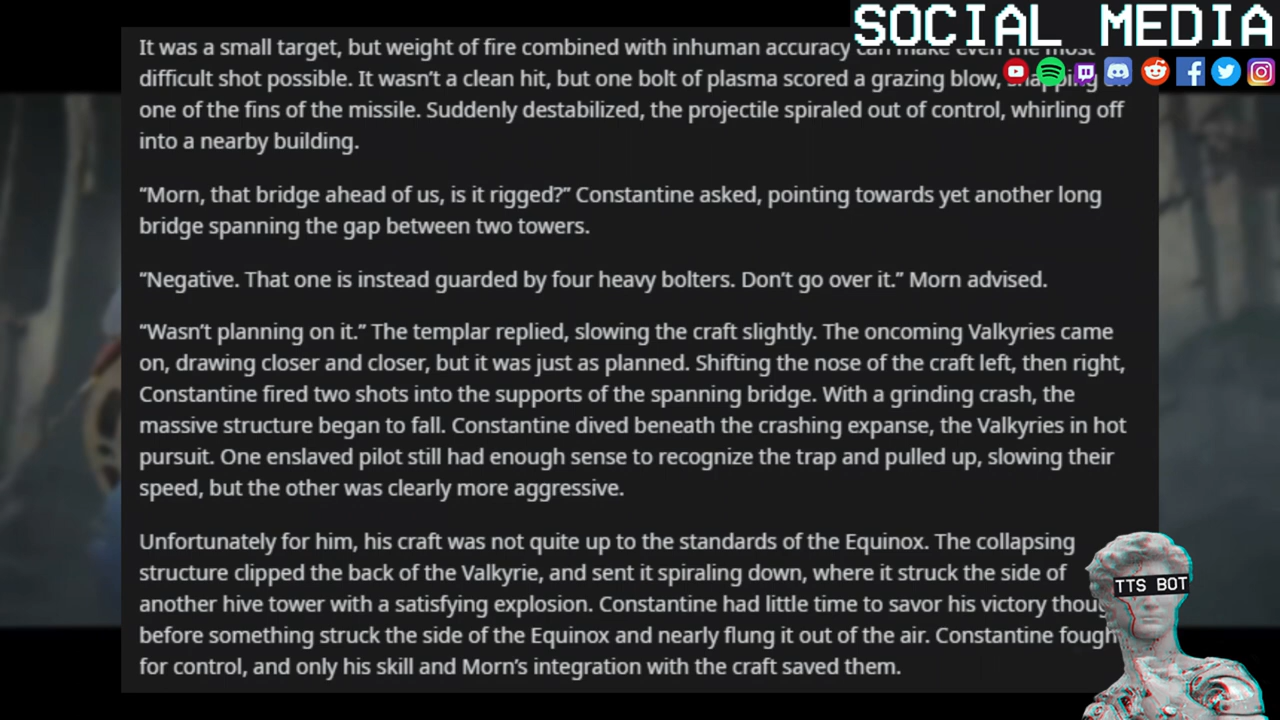 SOCIAL MEDIA
It was a small target, but weight of fire combined with inhuman accuracy can make even the most
difficult shot possible. It wasn't a clean hit, but one bolt of plasma scored a grazing blow, snapping
one of the fins of the missile. Suddenly destabilized, the projectile spiraled out of control, whirling off
into a nearby building.
“Morn, that bridge ahead of us, is it rigged?” Constantine asked, pointing towards yet another long
bridge spanning the gap between two towers.
“Negative. That one is instead guarded by four heavy bolters. Don't go over it.” Morn advised.
“Wasn't planning on it.” The templar replied, slowing the craft slightly. The oncoming Valkyries came
on, drawing closer and closer, but it was just as planned. Shifting the nose of the craft left, then right,
Constantine fired two shots into the supports of the spanning bridge. With a grinding crash, the
massive structure began to fall. Constantine dived beneath the crashing expanse, the Valkyries in hot
pursuit. One enslaved pilot still had enough sense to recognize the trap and pulled up, slowing their
speed, but the other was clearly more aggressive.
Unfortunately for him, his craft was not quite up to the standards of the Equinox. The collapsing
structure clipped the back of the Valkyrie, and sent it spiraling down, where it struck the side of
another hive tower with a satisfying explosion. Constantine had little time to savor his victory thoug
before something struck the side of the Equinox and nearly flung it out of the air. Constantine fough
for control, and only his skill and Morn's integration with the craft saved them.
TTS BOT